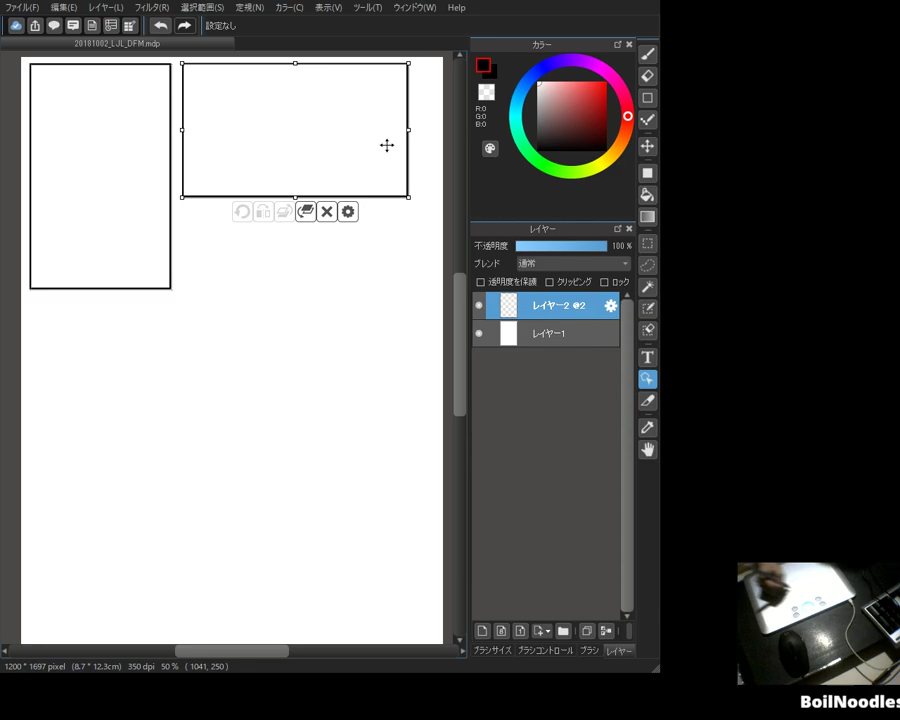 ファイル(F) 編集(E) レイヤー(L) フィルタ(R) 選択範囲(S) 定規(N) カラー(C) 表示(V) ツール(T) ウィンドウ(W) Help
設定なし
20181002_LJL_DFM.mdp
カラー
R:0
G:0
B:0
レイヤー
不透明度 100 %
ブレンド 通常
透明度を保護 クリッピング ロック
レイヤー2 @2
レイヤー1
T
ブラシサイズ ブラシコントロール ブラシ レイヤー
1200 * 1697 pixel (8.7 * 12.3cm) 350 dpi 50 % ( 1041, 250 )
BoilNoodles